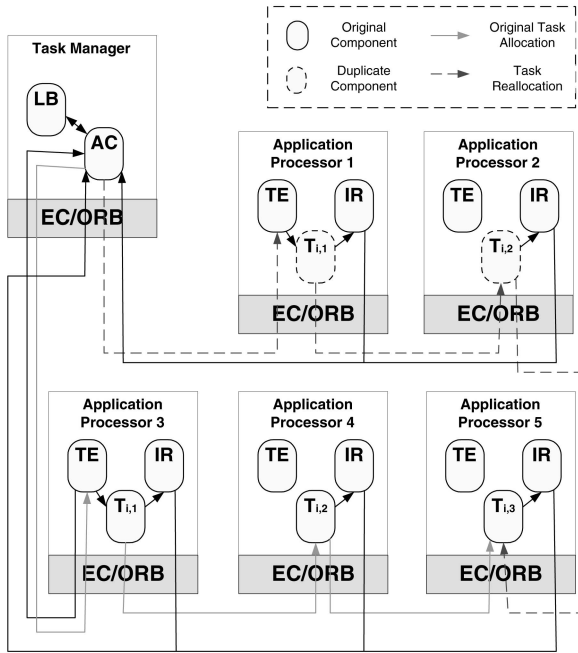 Original
Component
Original Task
Allocation
Duplicate
Component
Task
Reallocation
Task Manager
LB
AC
EC/ORB
Application
Processor 1
TE
IR
Ti,1
EC/ORB
Application
Processor 2
TE
IR
Ti,2
EC/ORB
Application
Processor 3
TE
IR
Ti,1
EC/ORB
Application
Processor 4
TE
IR
Ti,2
EC/ORB
Application
Processor 5
TE
IR
Ti,3
EC/ORB